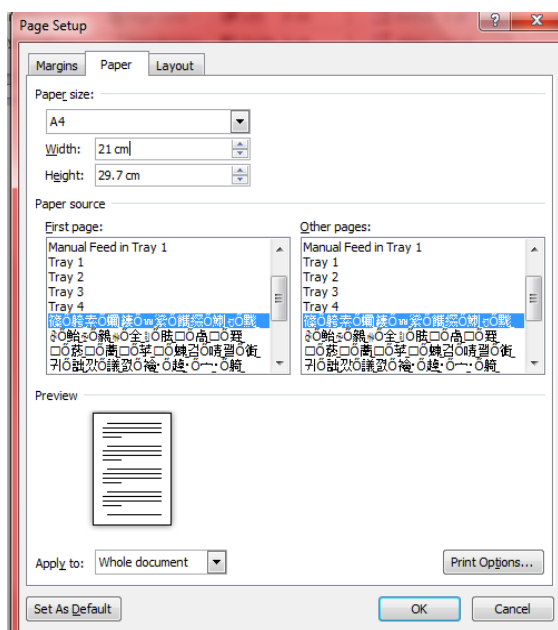 Page Setup
Margins
Paper
Layout
Paper size:
A4
Width:
21 cm
Height:
29.7 cm
Paper source
First page:
Other pages:
Manual Feed in Tray 1
Tray 1
Tray 2
Tray 3
Tray 4
Manual Feed in Tray 1
Tray 1
Tray 2
Tray 3
Tray 4
Preview
Apply to:
Whole document
Print Options...
Set As Default
OK
Cancel